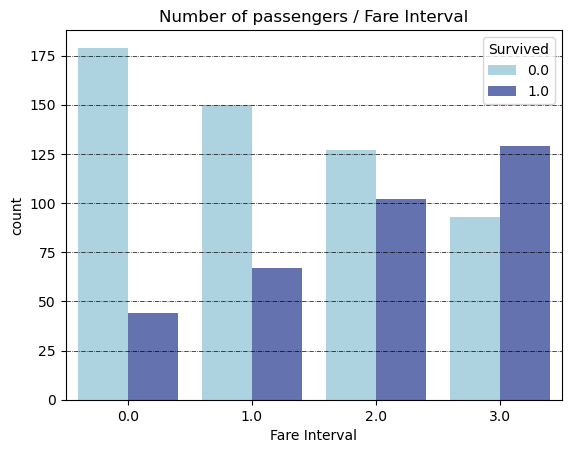 Number of passengers / Fare Interval
Survived
0.0
1.0
175
150
125
100
75
50
25
0
count
0.0 1.0 2.0 3.0
Fare Interval